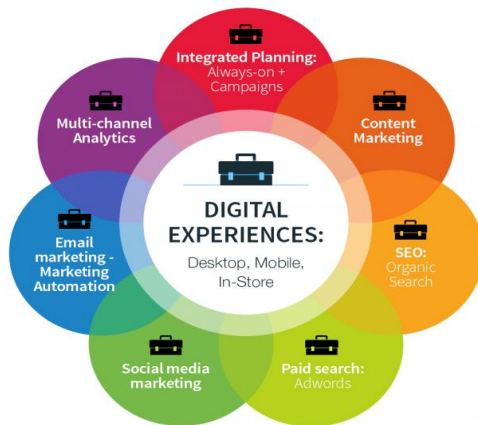 Integrated Planning:
Always-on +
Campaigns
Content
Marketing
SEO:
Organic
Search
Paid search:
Adwords
Social media
marketing
Email
marketing -
Marketing
Automation
Multi-channel
Analytics
DIGITAL
EXPERIENCES:
Desktop, Mobile,
In-Store